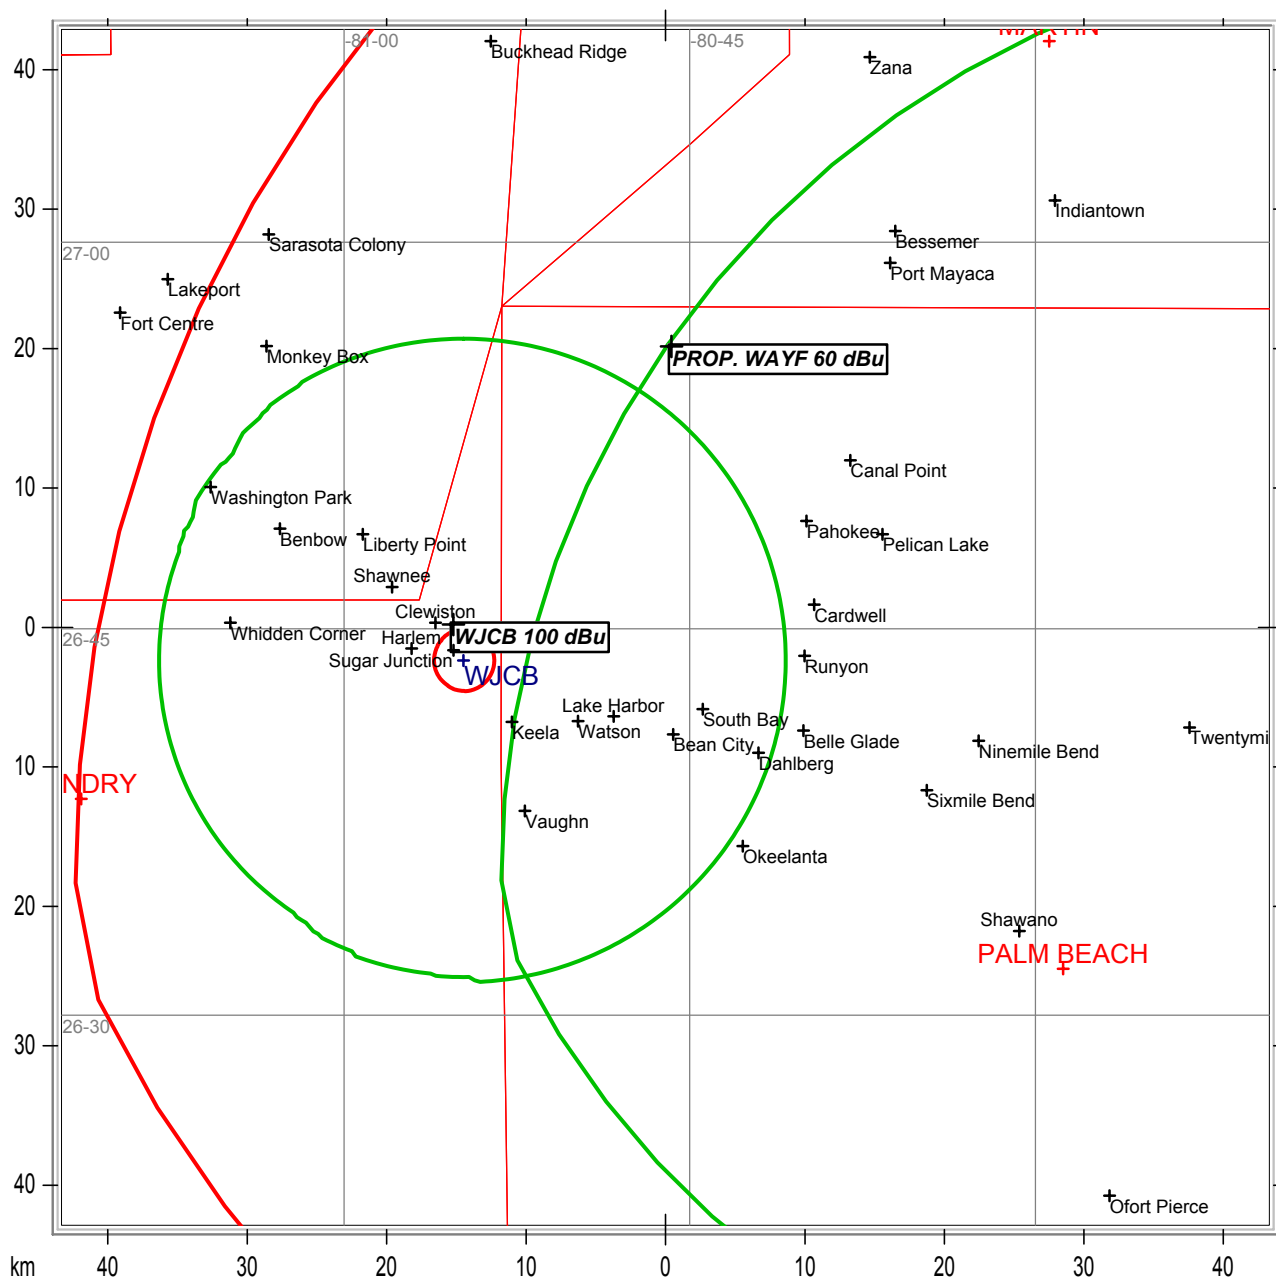 MARTIN
-81-00
-80-45
Buckhead Ridge
40
Zana
30
Indiantown
Bessemer
Sarasota Colony
27-00
Port Mayaca
Lakeport
Fort Centre
20
Monkey Box
PROP. WAYF 60 dBu
Canal Point
10
Washington Park
Pahokee
Benbow
Liberty Point
Pelican Lake
Shawnee
Clewiston
Cardwell
0
Whidden Corner
Harlem
WJCB 100 dBu
26-45
Sugar Junction
Runyon
WJCB
Lake Harbor
South Bay
Keela
Watson
Bean City
Belle Glade
Twentymi
Ninemile Bend
Dahlberg
10
NDRY
Sixmile Bend
Vaughn
Okeelanta
20
Shawano
PALM BEACH
26-30
30
40
Ofort Pierce
km
40
30
20
10
0
10
20
30
40